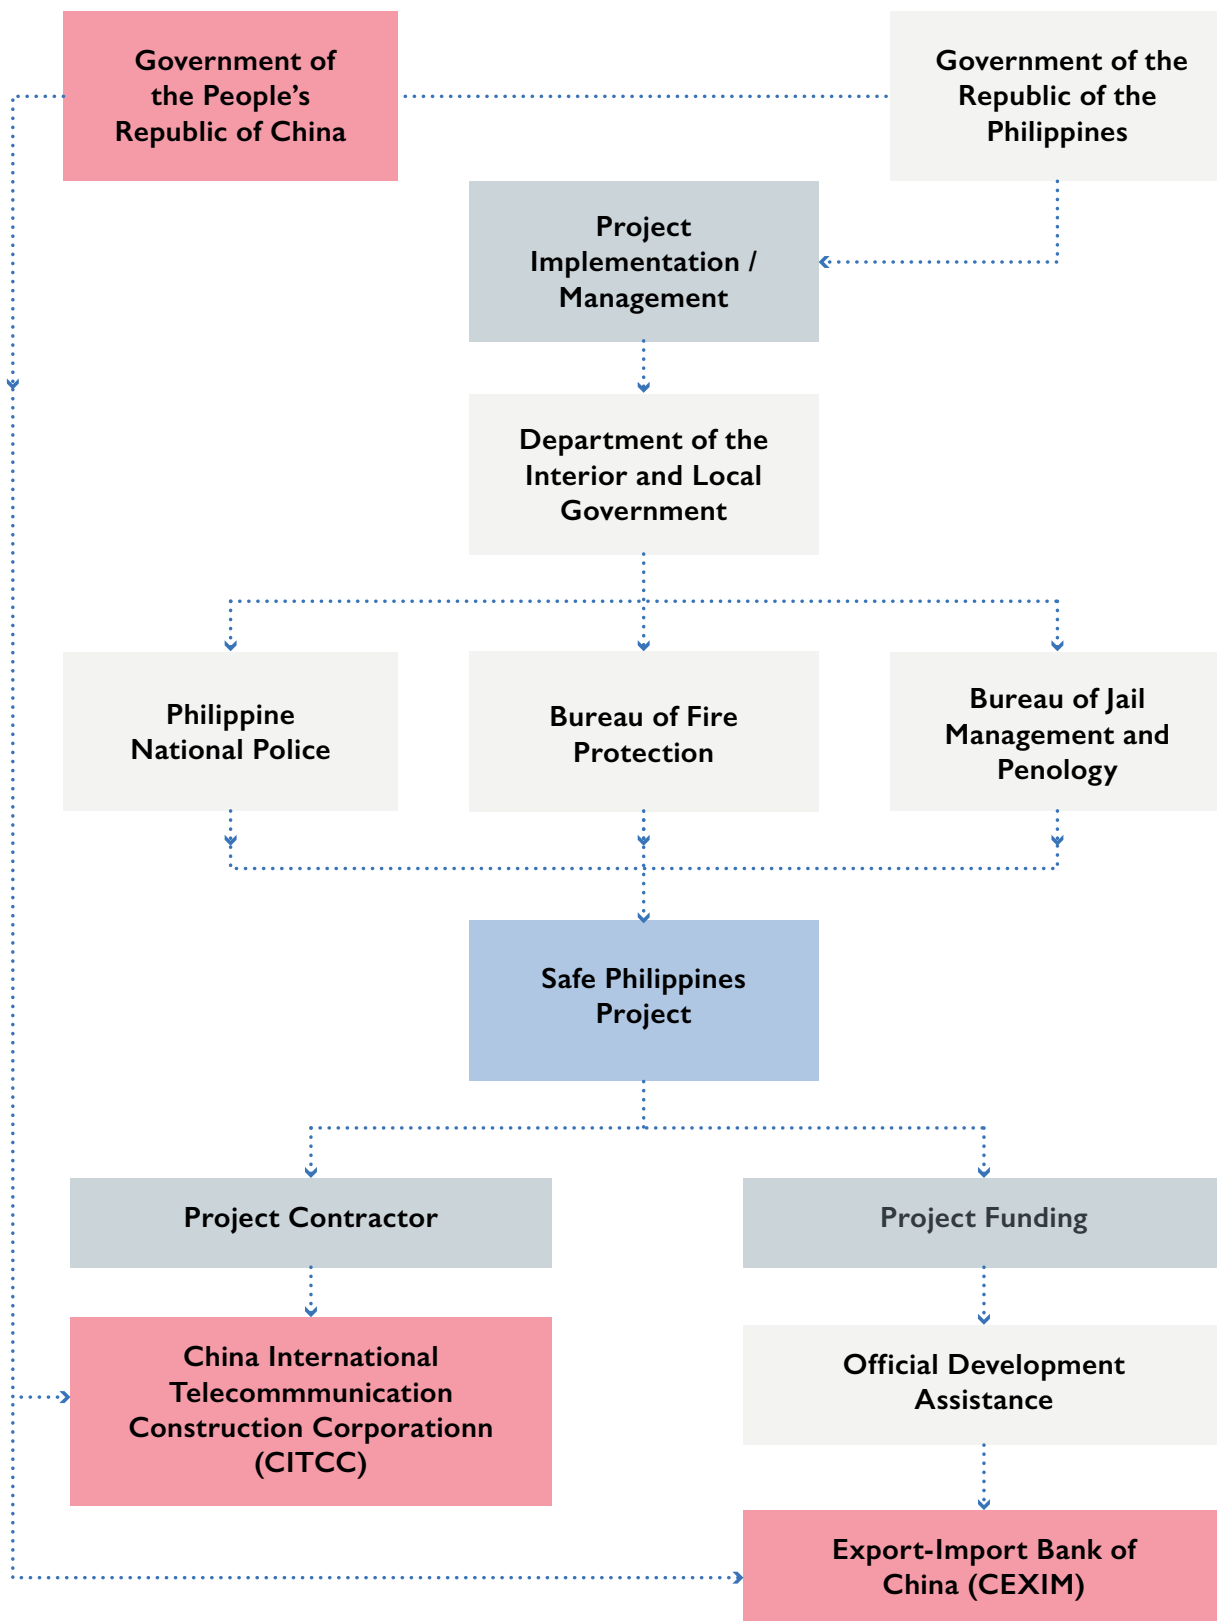 Government of
the People’s
Republic of China
Government of the
Republic of the
Philippines
Project
Implementation /
Management
Department of the
Interior and Local
Government
Philippine
National Police
Bureau of Fire
Protection
Bureau of Jail
Management and
Penology
Safe Philippines
Project
Project Contractor
Project Funding
China International
Telecommmunication
Construction Corporationn
(CITCC)
Official Development
Assistance
Export-Import Bank of
China (CEXIM)